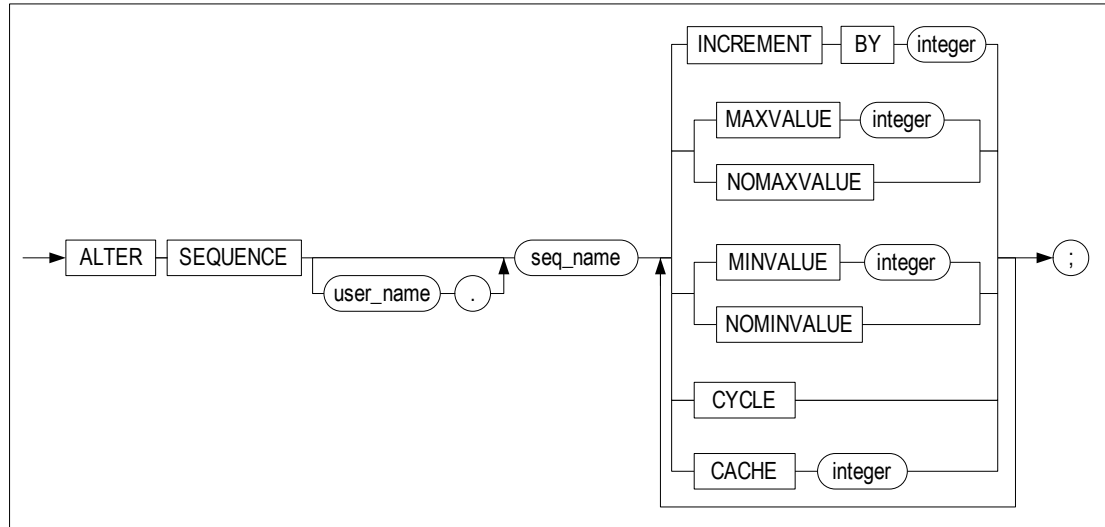 INCREMENT BY integer
MAXVALUE integer
NOMAXVALUE
ALTER SEQUENCE seq_name ;
user_name .
MINVALUE integer
NOMINVALUE
CYCLE
CACHE integer